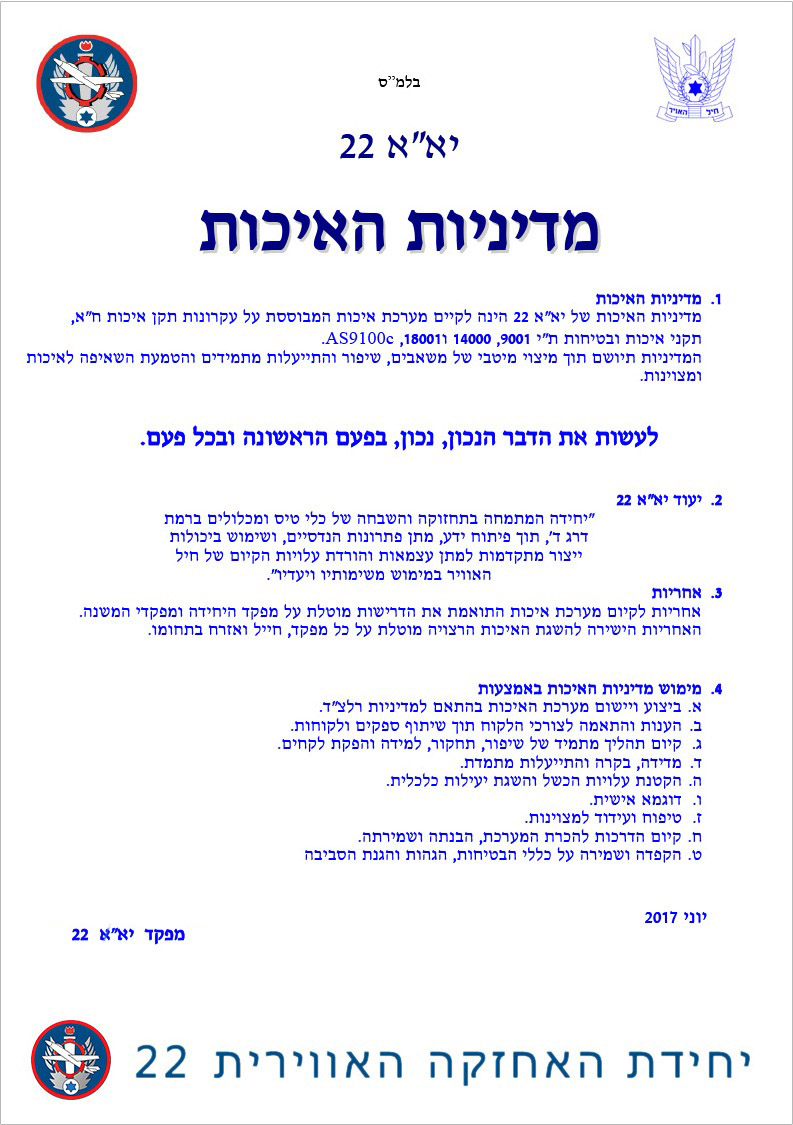 בלמ"ס
חיל האויר
יא"א 22
מדיניות האיכות
1. מדיניות האיכות
מדיניות האיכות של יא"א 22 הינה לקיים מערכת איכות המבוססת על עקרונות תקן איכות ח"א,
תקני איכות ובטיחות ת"י 9001, 14000 ו18001, AS9100c.
המדיניות תיושם תוך מיצוי מיטבי של משאבים, שיפור והתייעלות מתמידים והטמעת השאיפה לאיכות
ומצוינות.
לעשות את הדבר הנכון, נכון, בפעם הראשונה ובכל פעם.
2. יעוד יא"א 22
"יחידה המתמחה בתחזוקה והשבחה של כלי טיס ומכלולים ברמת
דרג ד', תוך פיתוח ידע, מתן פתרונות הנדסיים, ושימוש ביכולות
ייצור מתקדמות למתן עצמאות והורדת עלויות הקיום של חיל
האוויר במימוש משימותיו ויעדיו".
3. אחריות
אחריות לקיום מערכת איכות התואמת את הדרישות מוטלת על מפקד היחידה ומפקדי המשנה.
האחריות הישירה להשגת האיכות הרצויה מוטלת על כל מפקד, חייל ואזרח בתחומו.
4. מימוש מדיניות האיכות באמצעות
א. ביצוע ויישום מערכת האיכות בהתאם למדיניות רלצ"ד.
ב. הענות והתאמה לצורכי הלקוח תוך שיתוף ספקים ולקוחות.
ג. קיום תהליך מתמיד של שיפור, תחקור, למידה והפקת לקחים.
ד. מדידה, בקרה והתייעלות מתמדת.
ה. הקטנת עלויות הכשל והשגת יעילות כלכלית.
ו. דוגמא אישית.
ז. טיפוח ועידוד למצוינות.
ח. קיום הדרכות להכרת המערכת, הבנתה ושמירתה.
ט. הקפדה ושמירה על כללי הבטיחות, הגהות והגנת הסביבה
יוני 2017
מפקד יא"א 22
יחידת האחזקה האווירית 22